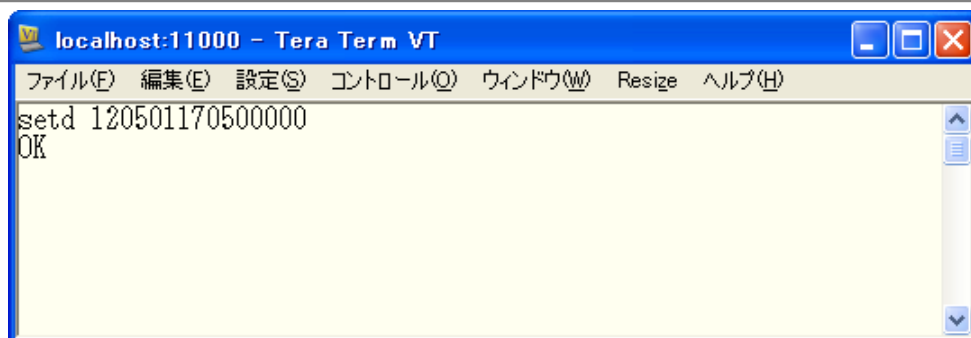 localhost:11000 - Tera Term VT
ファイル(F) 編集(E) 設定(S) コントロール(O) ウィンドウ(W) Resize ヘルプ(H)
setd 120501170500000
OK